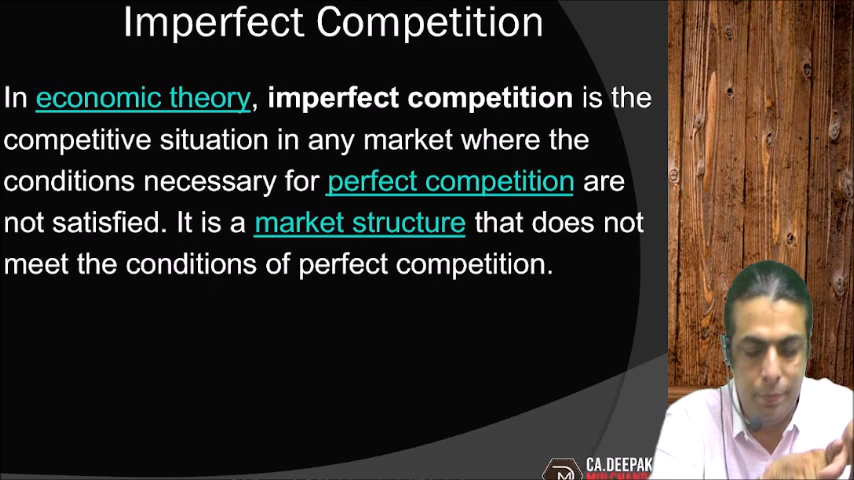 Imperfect Competition
In economic theory, imperfect competition is the
competitive situation in any market where the
conditions necessary for perfect competition are
not satisfied. It is a market structure that does not
meet the conditions of perfect competition.
CA.DEEPAK